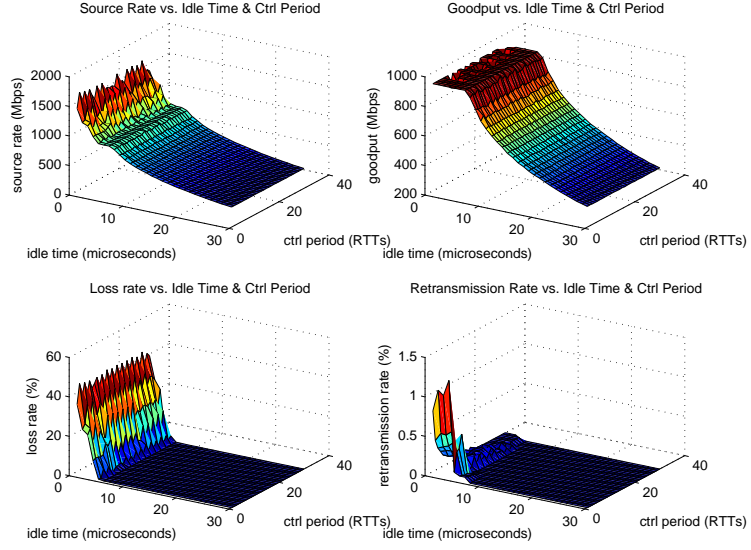 Source Rate vs. Idle Time & Ctrl Period
2000
1500
1000
500
0
source rate (Mbps)
0
10
20
30
idle time (microseconds)
0
20
40
ctrl period (RTTs)
Goodput vs. Idle Time & Ctrl Period
1000
800
600
400
200
goodput (Mbps)
0
10
20
30
idle time (microseconds)
0
20
40
ctrl period (RTTs)
Loss rate vs. Idle Time & Ctrl Period
60
40
20
0
loss rate (%)
0
10
20
30
idle time (microseconds)
0
20
40
ctrl period (RTTs)
Retransmission Rate vs. Idle Time & Ctrl Period
1.5
1
0.5
0
retransmission rate (%)
0
10
20
30
idle time (microseconds)
0
20
40
ctrl period (RTTs)